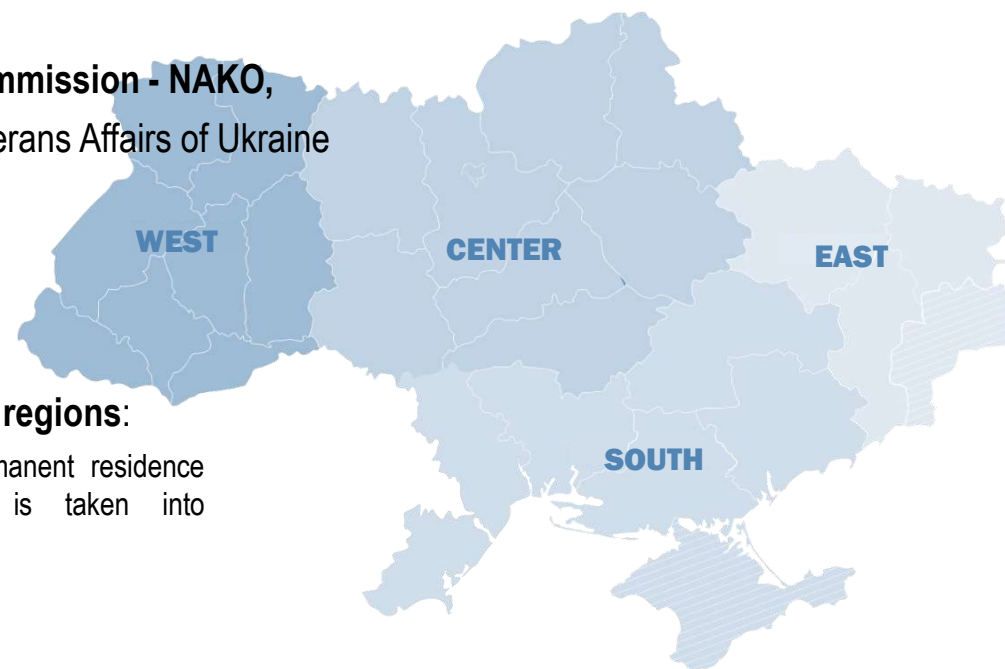 mmission - NAKO,
erans Affairs of Ukraine
WEST
CENTER
EAST
regions:
manent residence
is taken into
SOUTH